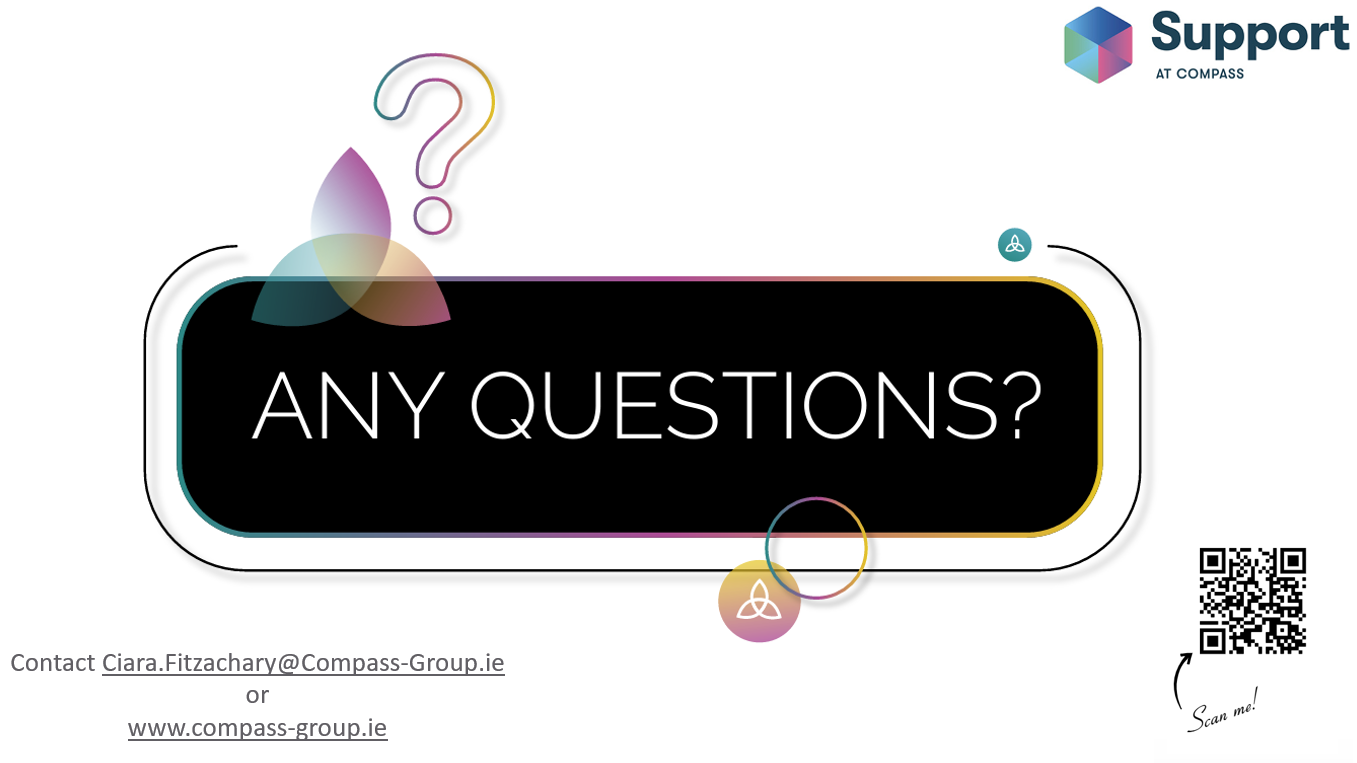 Support
AT COMPASS
ANY QUESTIONS?
Contact Ciara.Fitzachary@Compass-Group.ie
or
www.compass-group.ie
Scan me!